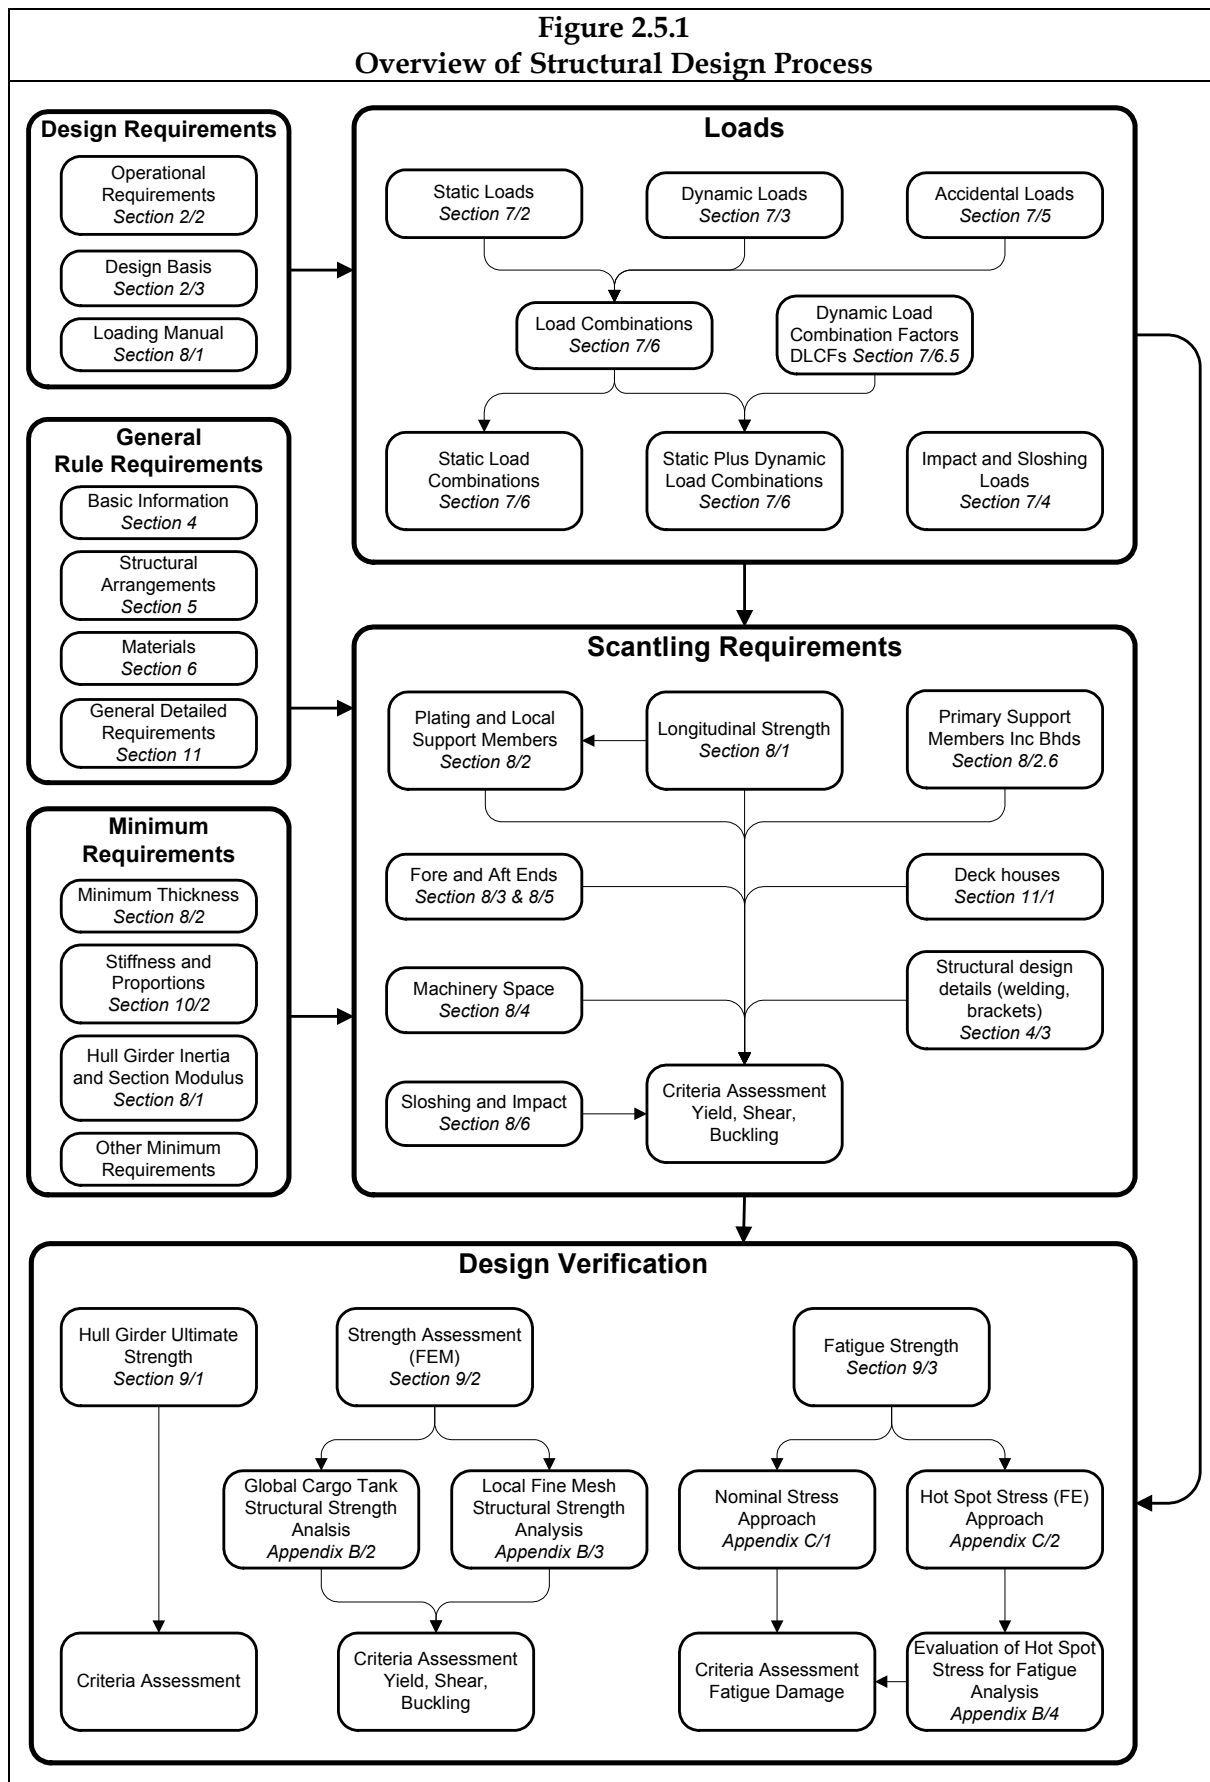 Figure 2.5.1
Overview of Structural Design Process
Design Requirements
Operational
Requirements
Section 2/2
Design Basis
Section 2/3
Loading Manual
Section 8/1
Loads
Static Loads
Section 7/2
Dynamic Loads
Section 7/3
Accidental Loads
Section 7/5
Load Combinations
Section 7/6
Dynamic Load
Combination Factors
DLCFs Section 7/6.5
Static Load
Combinations
Section 7/6
Static Plus Dynamic
Load Combinations
Section 7/6
Impact and Sloshing
Loads
Section 7/4
General
Rule Requirements
Basic Information
Section 4
Structural
Arrangements
Section 5
Materials
Section 6
General Detailed
Requirements
Section 11
Scantling Requirements
Plating and Local
Support Members
Section 8/2
Longitudinal Strength
Section 8/1
Primary Support
Members Inc Bhds
Section 8/2.6
Fore and Aft Ends
Section 8/3 & 8/5
Deck houses
Section 11/1
Machinery Space
Section 8/4
Structural design
details (welding,
brackets)
Section 4/3
Sloshing and Impact
Section 8/6
Criteria Assessment
Yield, Shear,
Buckling
Minimum
Requirements
Minimum Thickness
Section 8/2
Stiffness and
Proportions
Section 10/2
Hull Girder Inertia
and Section Modulus
Section 8/1
Other Minimum
Requirements
Design Verification
Hull Girder Ultimate
Strength
Section 9/1
Strength Assessment
(FEM)
Section 9/2
Fatigue Strength
Section 9/3
Global Cargo Tank
Structural Strength
Analsis
Appendix B/2
Local Fine Mesh
Structural Strength
Analysis
Appendix B/3
Nominal Stress
Approach
Appendix C/1
Hot Spot Stress (FE)
Approach
Appendix C/2
Criteria Assessment
Criteria Assessment
Yield, Shear,
Buckling
Criteria Assessment
Fatigue Damage
Evaluation of Hot Spot
Stress for Fatigue
Analysis
Appendix B/4